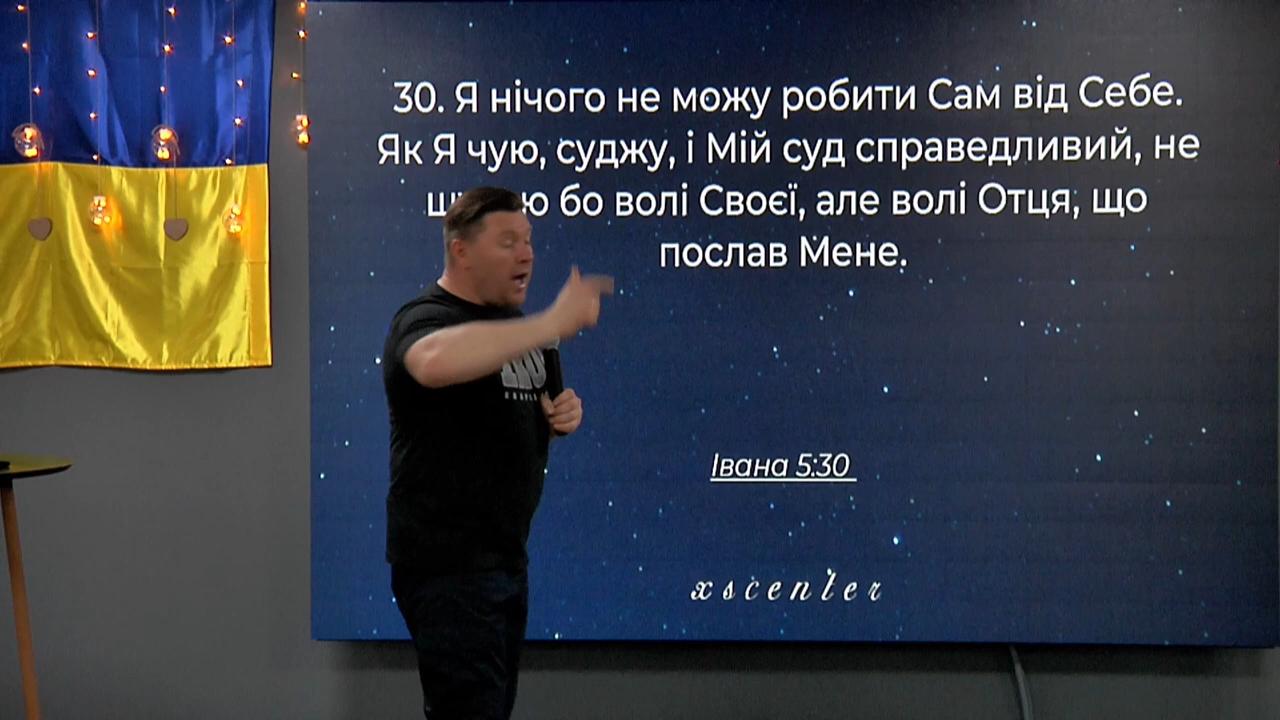 30. Я нічого не можу робити Сам від Себе.
Як Я чую, суджу, і Мій суд справедливий, не
бо волі Своєї, але волі Отця, що
послав Мене.
Івана 5:30
xscenter